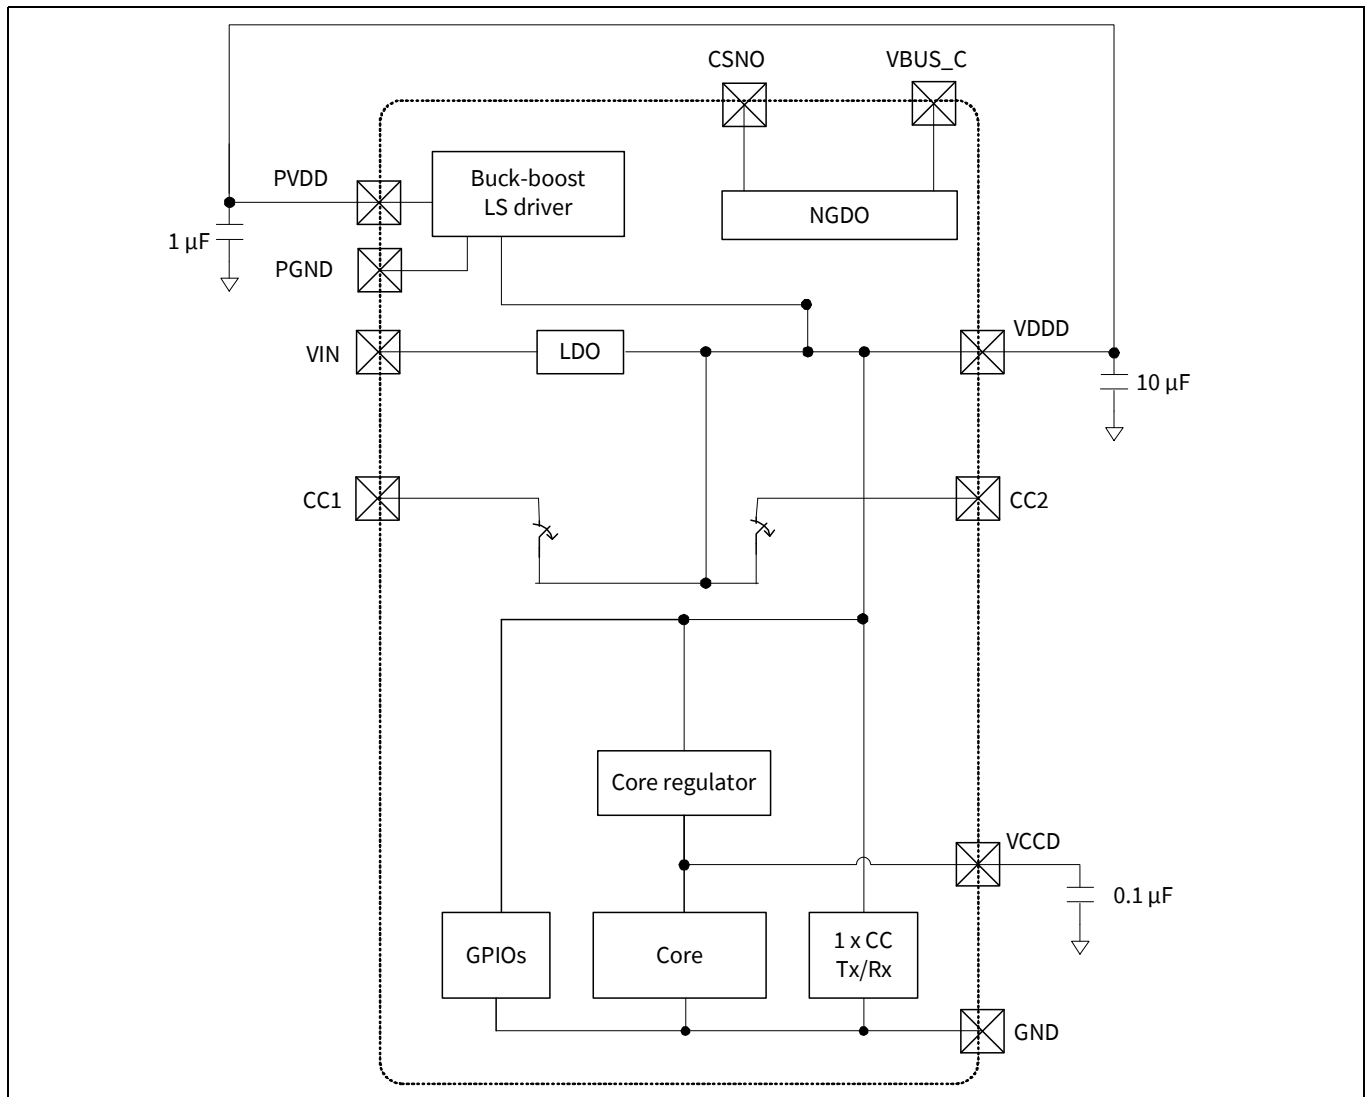 CSNO
VBUS_C
PVDD
Buck-boost
LS driver
NGDO
1 µF
PGND
VIN
LDO
VDDD
10 µF
CC1
CC2
Core regulator
VCCD
0.1 µF
GPIOs
Core
1 x CC
Tx/Rx
GND